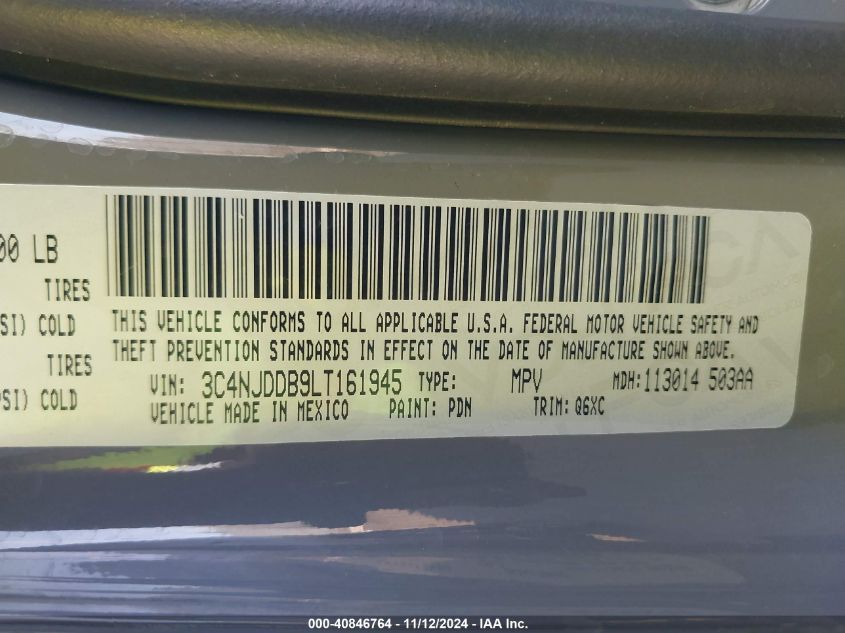 00 LB
TIRES
SI) COLD
TIRES
PSI) COLD
THIS VEHICLE CONFORMS TO ALL APPLICABLE U.S.A. FEDERAL MOTOR VEHICLE SAFETY AND
THEFT PREVENTION STANDARDS IN EFFECT ON THE DATE OF MANUFACTURE SHOWN ABOVE.
VIN: 3C4NJDDB9LT161945 TYPE: MPV MDH: 113014 503AA
VEHICLE MADE IN MEXICO PAINT: PDN TRIM: Q6XC
000-40846764 - 11/12/2024 - IAA Inc.